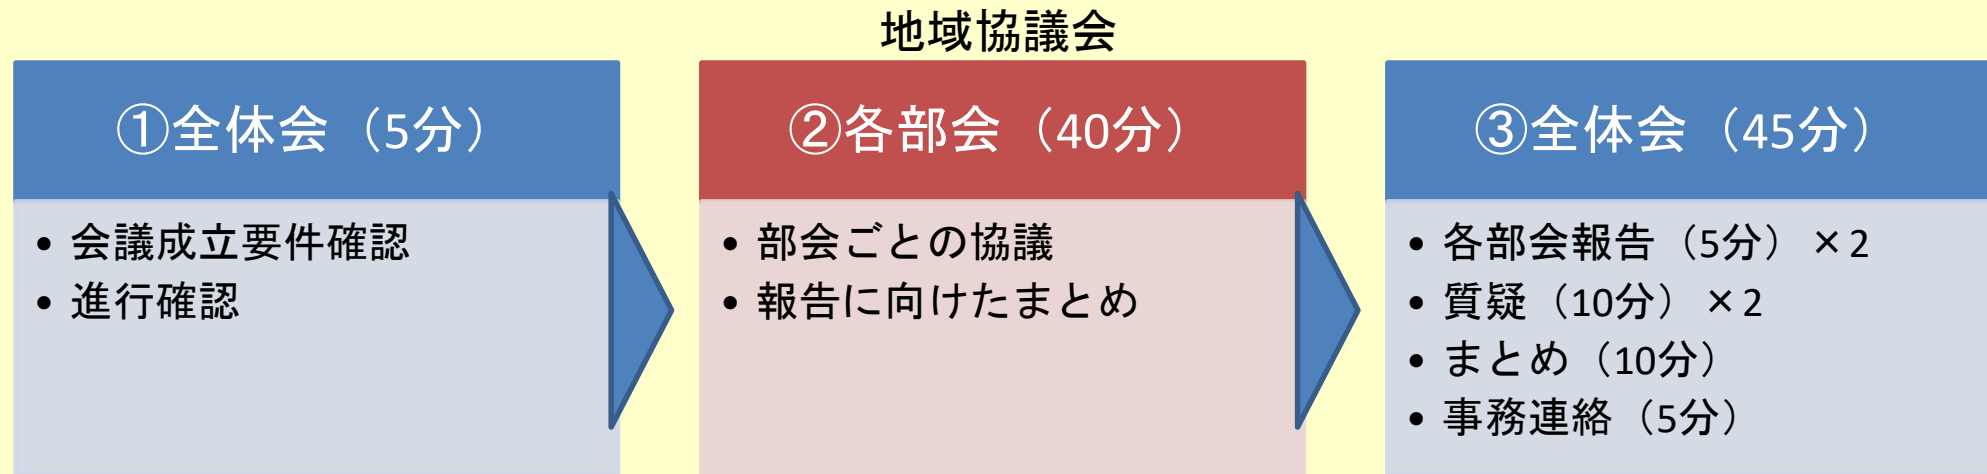 地域協議会
①全体会（5分）
• 会議成立要件確認
• 進行確認
②各部会（40分）
• 部会ごとの協議
• 報告に向けたまとめ
③全体会（45分）
• 各部会報告（5分）×2
• 質疑（10分）×2
• まとめ（10分）
• 事務連絡（5分）